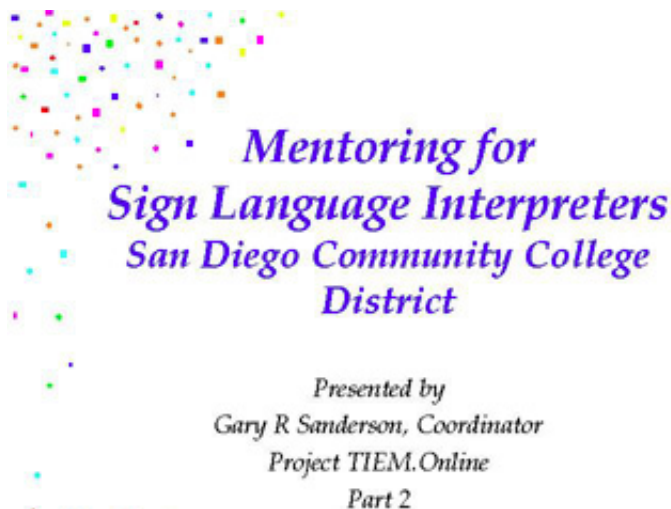 Mentoring for
Sign Language Interpreters
San Diego Community College
District
Presented by
Gary R Sanderson, Coordinator
Project TIEM.Online
Part 2